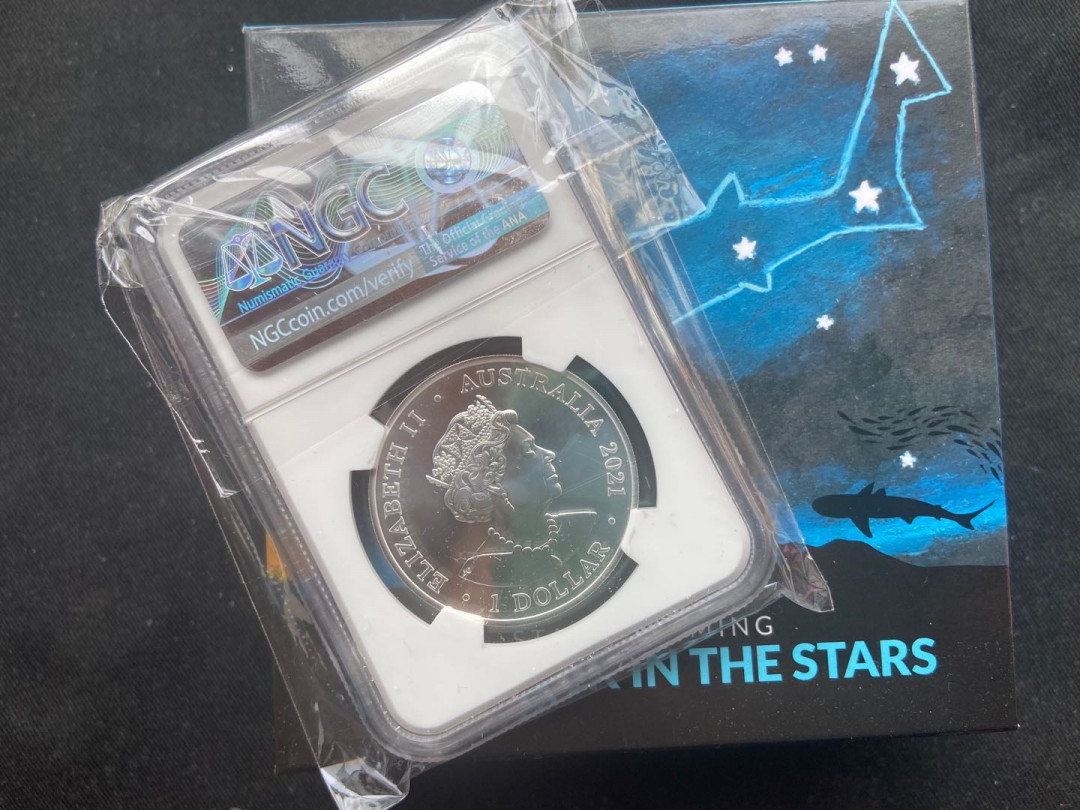 NGC
Numismatic Guaranty
The Official Grading
Service of the ANA
NGCcoin.com/verify
ELIZABETH II · AUSTRALIA 2021 ·
· 1 DOLLAR
MING
IN THE STARS